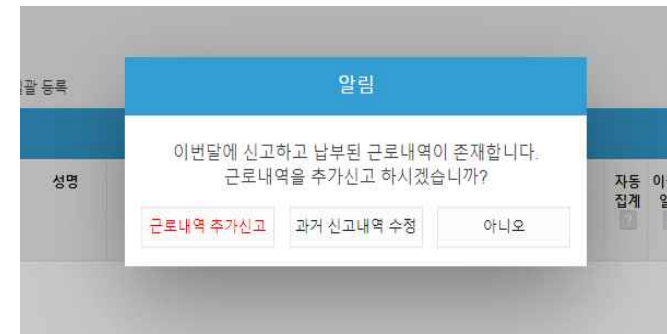 괄 등록
알림
이번달에 신고하고 납부된 근로내역이 존재합니다.
근로내역을 추가신고 하시겠습니까?
성명
자동
집계
?
근로내역 추가신고
과거 신고내역 수정
아니오